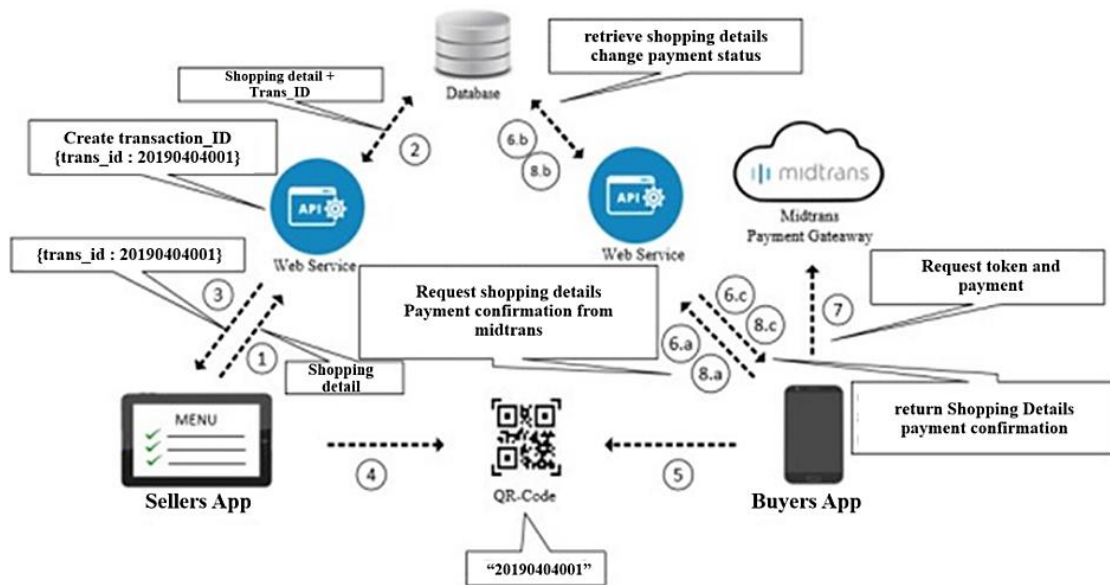 retrieve shopping details
change payment status
Shopping detail +
Trans_ID
Database
Create transaction_ID
{trans_id : 20190404001}
2
6.b
8.b
API
API
midtrans
Midtrans
Payment Gateaway
{trans_id : 20190404001}
Web Service
Web Service
Request shopping details
Payment confirmation from
midtrans
Request token and
payment
3
6.c
8.c
7
1
6.a
8.a
Shopping
detail
MENU
return Shopping Details
payment confirmation
4
5
Sellers App
QR-Code
Buyers App
“20190404001”